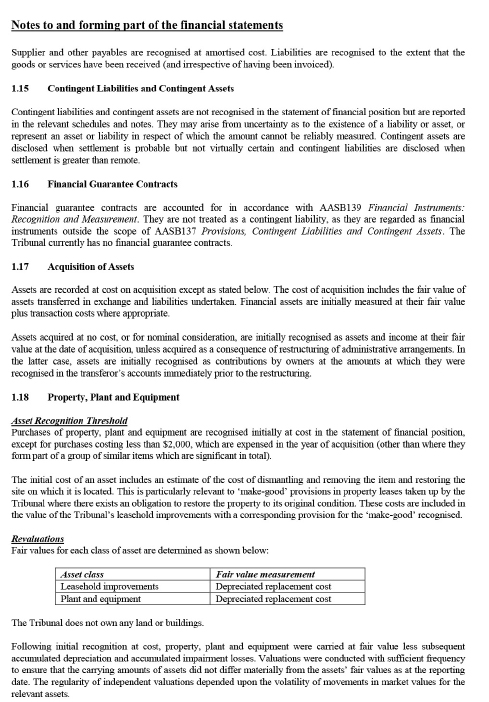 Notes to and forming part of the financial statements
Supplier and other payables are recognised at amortised cost. Liabilities are recognised to the extent that the
goods or services have been received (and irrespective of having been invoiced).
1.15 Contingent Liabilities and Contingent Assets
Contingent liabilities and contingent assets are not recognised in the statement of financial position but are reported
in the relevant schedules and notes. They may arise from uncertainty as to the existence of a liability or asset, or
represent an asset or liability in respect of which the amount cannot be reliably measured. Contingent assets are
disclosed when settlement is probable but not virtually certain and contingent liabilities are disclosed when
settlement is greater than remote.
1.16 Financial Guarantee Contracts
Financial guarantee contracts are accounted for in accordance with AASB139 Financial Instruments:
Recognition and Measurement. They are not treated as a contingent liability, as they are regarded as financial
instruments outside the scope of AASB137 Provisions, Contingent Liabilities and Contingent Assets. The
Tribunal currently has no financial guarantee contracts.
1.17 Acquisition of Assets
Assets are recorded at cost on acquisition except as stated below. The cost of acquisition includes the fair value of
assets transferred in exchange and liabilities undertaken. Financial assets are initially measured at their fair value
plus transaction costs where appropriate.
Assets acquired at no cost, or for nominal consideration, are initially recognised as assets and income at their fair
value at the date of acquisition, unless acquired as a consequence of restructuring of administrative arrangements. In
the latter case, assets are initially recognised as contributions by owners at the amounts at which they were
recognised in the transferor's accounts immediately prior to the restructuring.
1.18 Property, Plant and Equipment
Asset Recognition Threshold
Purchases of property, plant and equipment are recognised initially at cost in the statement of financial position,
except for purchases costing less than $2,000, which are expensed in the year of acquisition (other than where they
form part of a group of similar items which are significant in total).
The initial cost of an asset includes an estimate of the cost of dismantling and removing the item and restoring the
site on which it is located. This is particularly relevant to 'make-good' provisions in property leases taken up by the
Tribunal where there exists an obligation to restore the property to its original condition. These costs are included in
the value of the Tribunal's leasehold improvements with a corresponding provision for the 'make-good' recognised.
Revaluations
Fair values for each class of asset are determined as shown below:
Asset class Fair value measurement
Leasehold improvements Depreciated replacement cost
Plant and equipment Depreciated replacement cost
The Tribunal does not own any land or buildings.
Following initial recognition at cost, property, plant and equipment were carried at fair value less subsequent
accumulated depreciation and accumulated impairment losses. Valuations were conducted with sufficient frequency
to ensure that the carrying amounts of assets did not differ materially from the assets' fair values as at the reporting
date. The regularity of independent valuations depended upon the volatility of movements in market values for the
relevant assets.